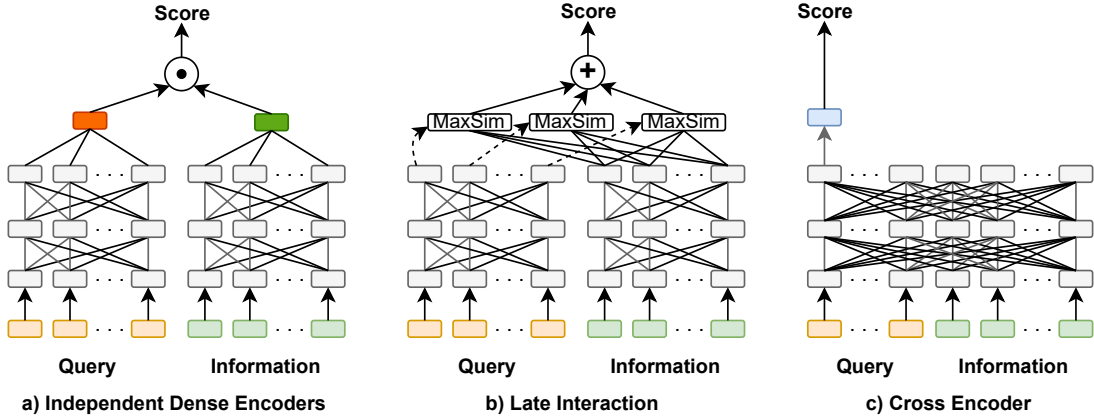 Score
Score
Score
MaxSim
MaxSim
MaxSim
Query
Information
Query
Information
Query
Information
a) Independent Dense Encoders
b) Late Interaction
c) Cross Encoder